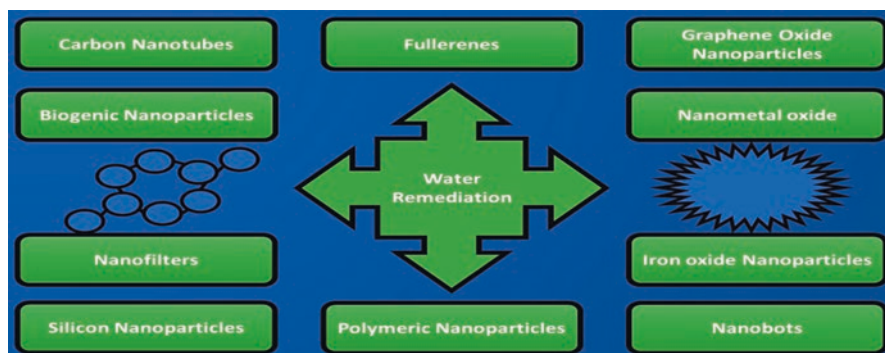 Carbon Nanotubes
Fullerenes
Graphene Oxide
Nanoparticles
Biogenic Nanoparticles
Nanometal oxide
Water
Remediation
Nanofilters
Iron oxide Nanoparticles
Silicon Nanoparticles
Polymeric Nanoparticles
Nanobots